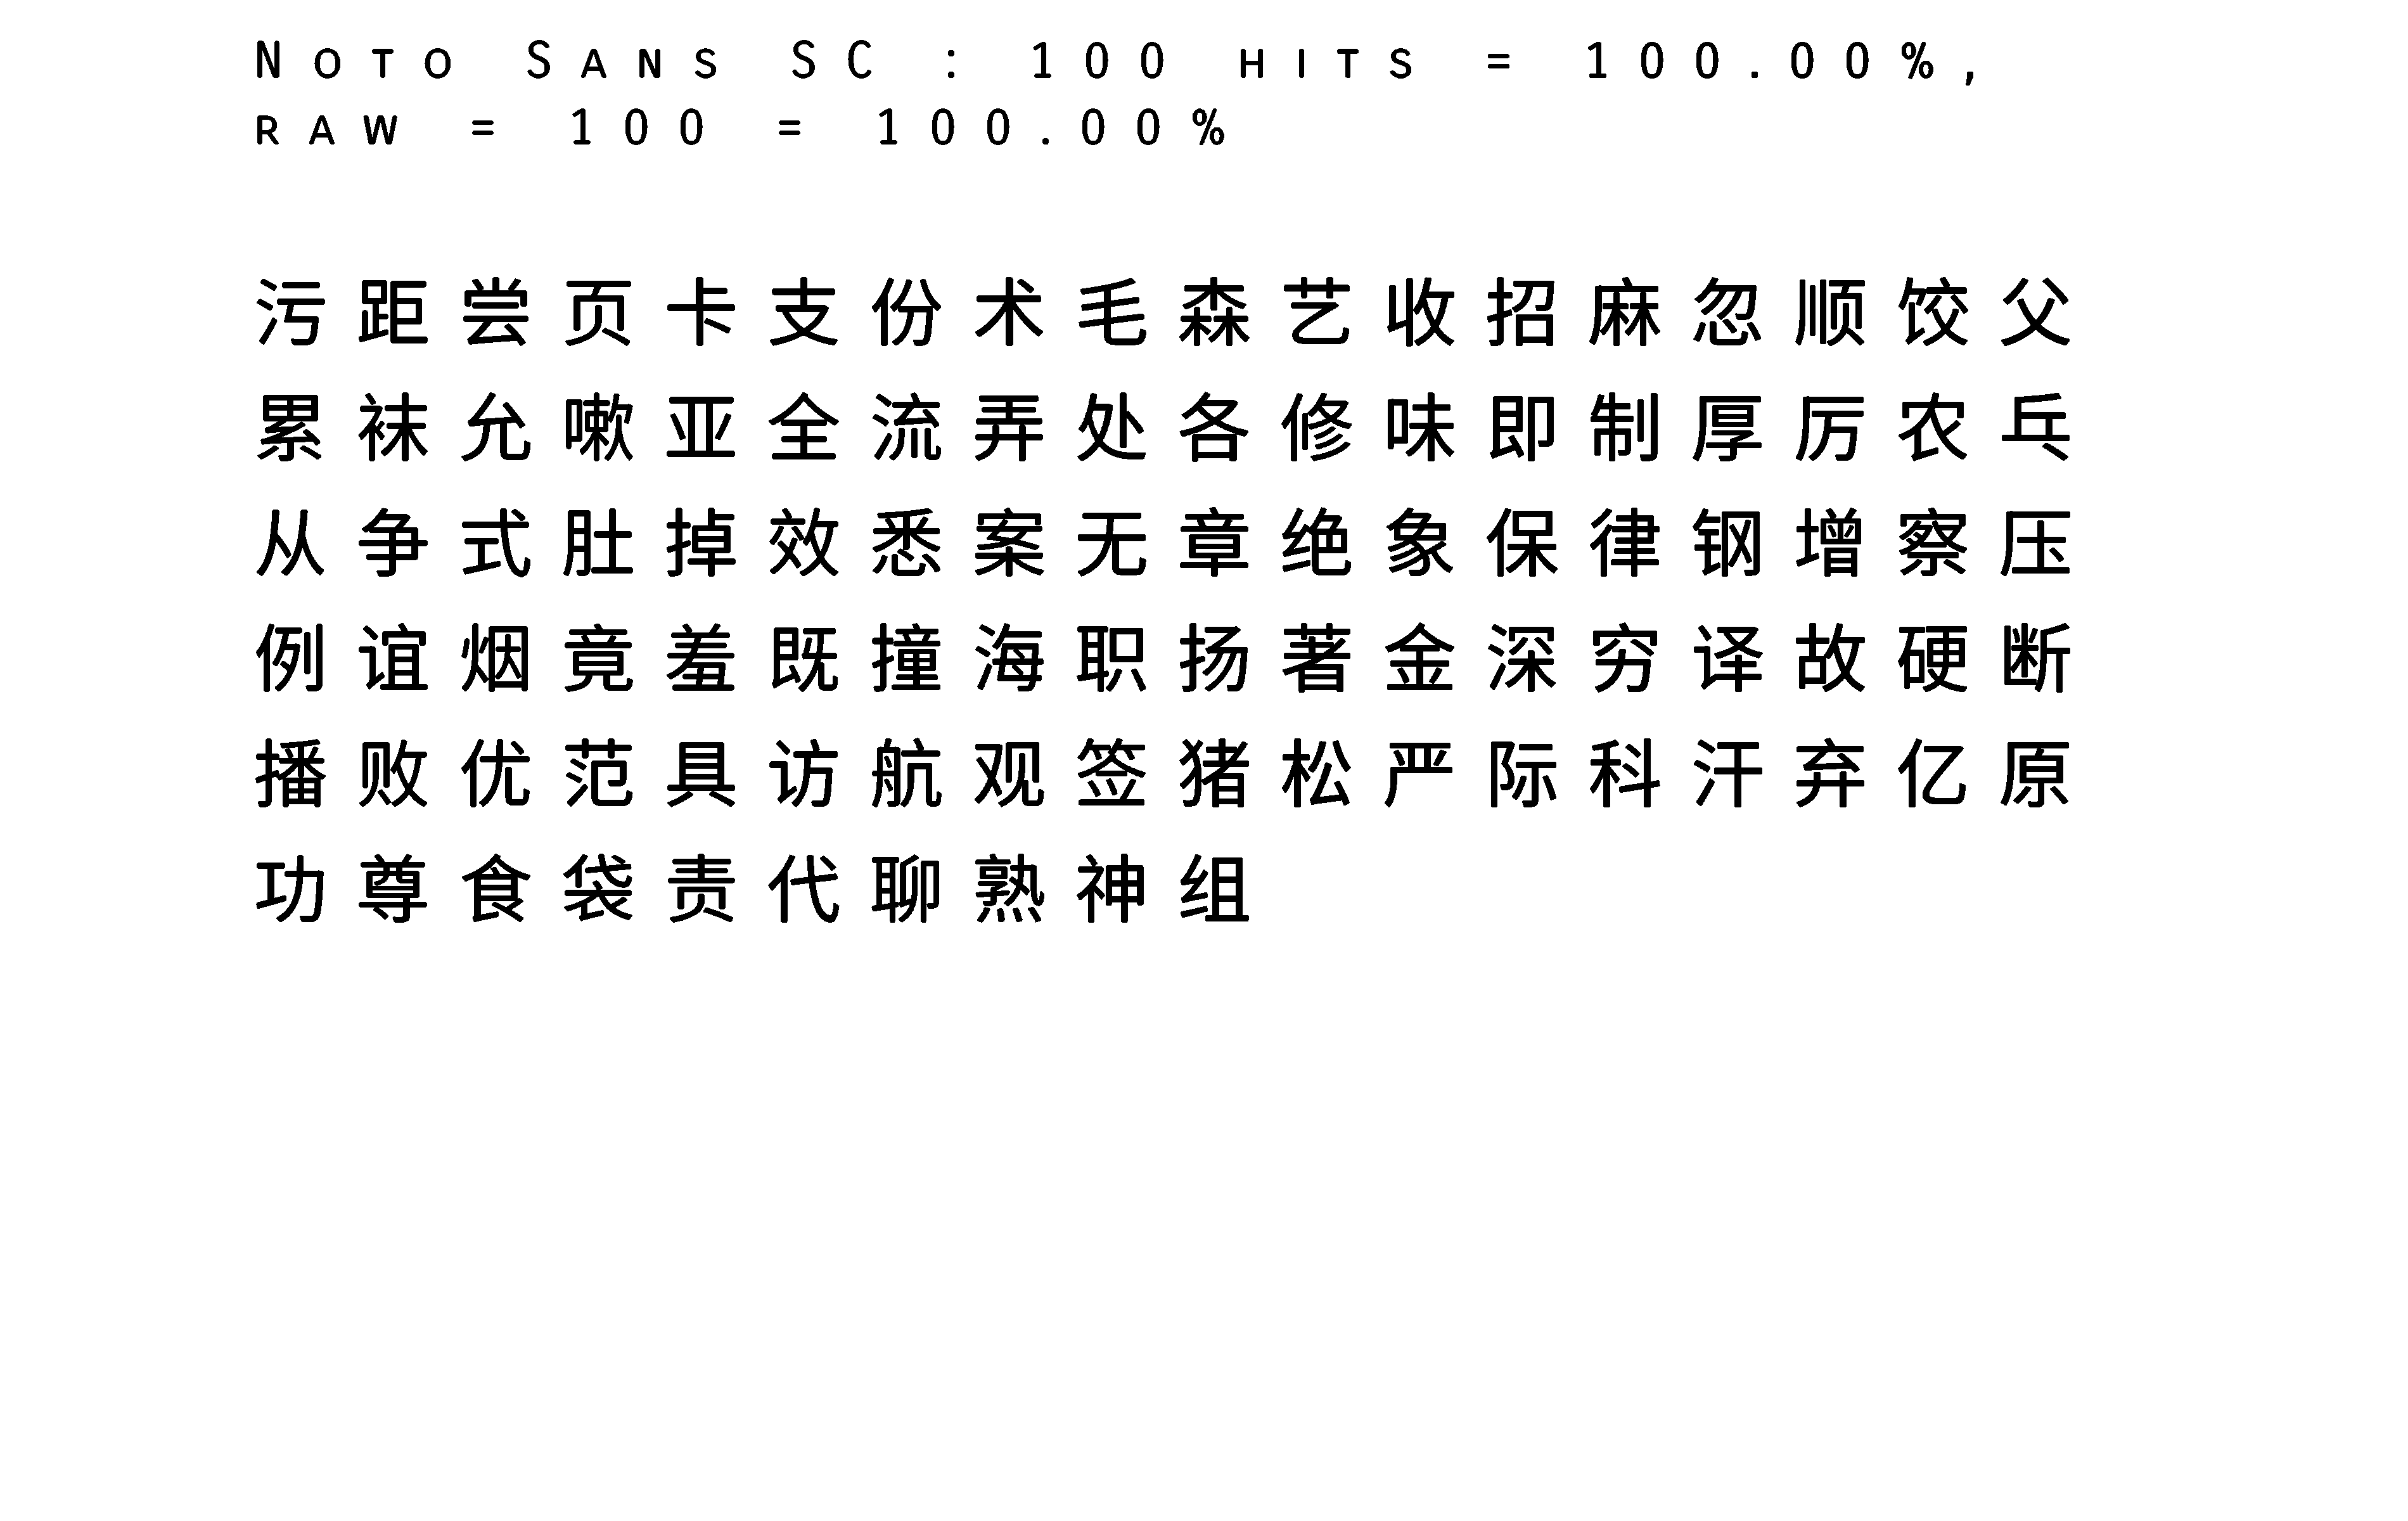 Noto Sans SC : 100 hits = 100.00%,
raw = 100 = 100.00%
污距尝页卡支份术毛森艺收招麻忽顺饺父
累袜允嗽亚全流弄处各修味即制厚厉农乓
从争式肚掉效悉案无章绝象保律钢增察压
例谊烟竟羞既撞海职扬著金深穷译故硬断
播败优范具访航观签猪松严际科汗弃亿原
功尊食袋责代聊熟神组